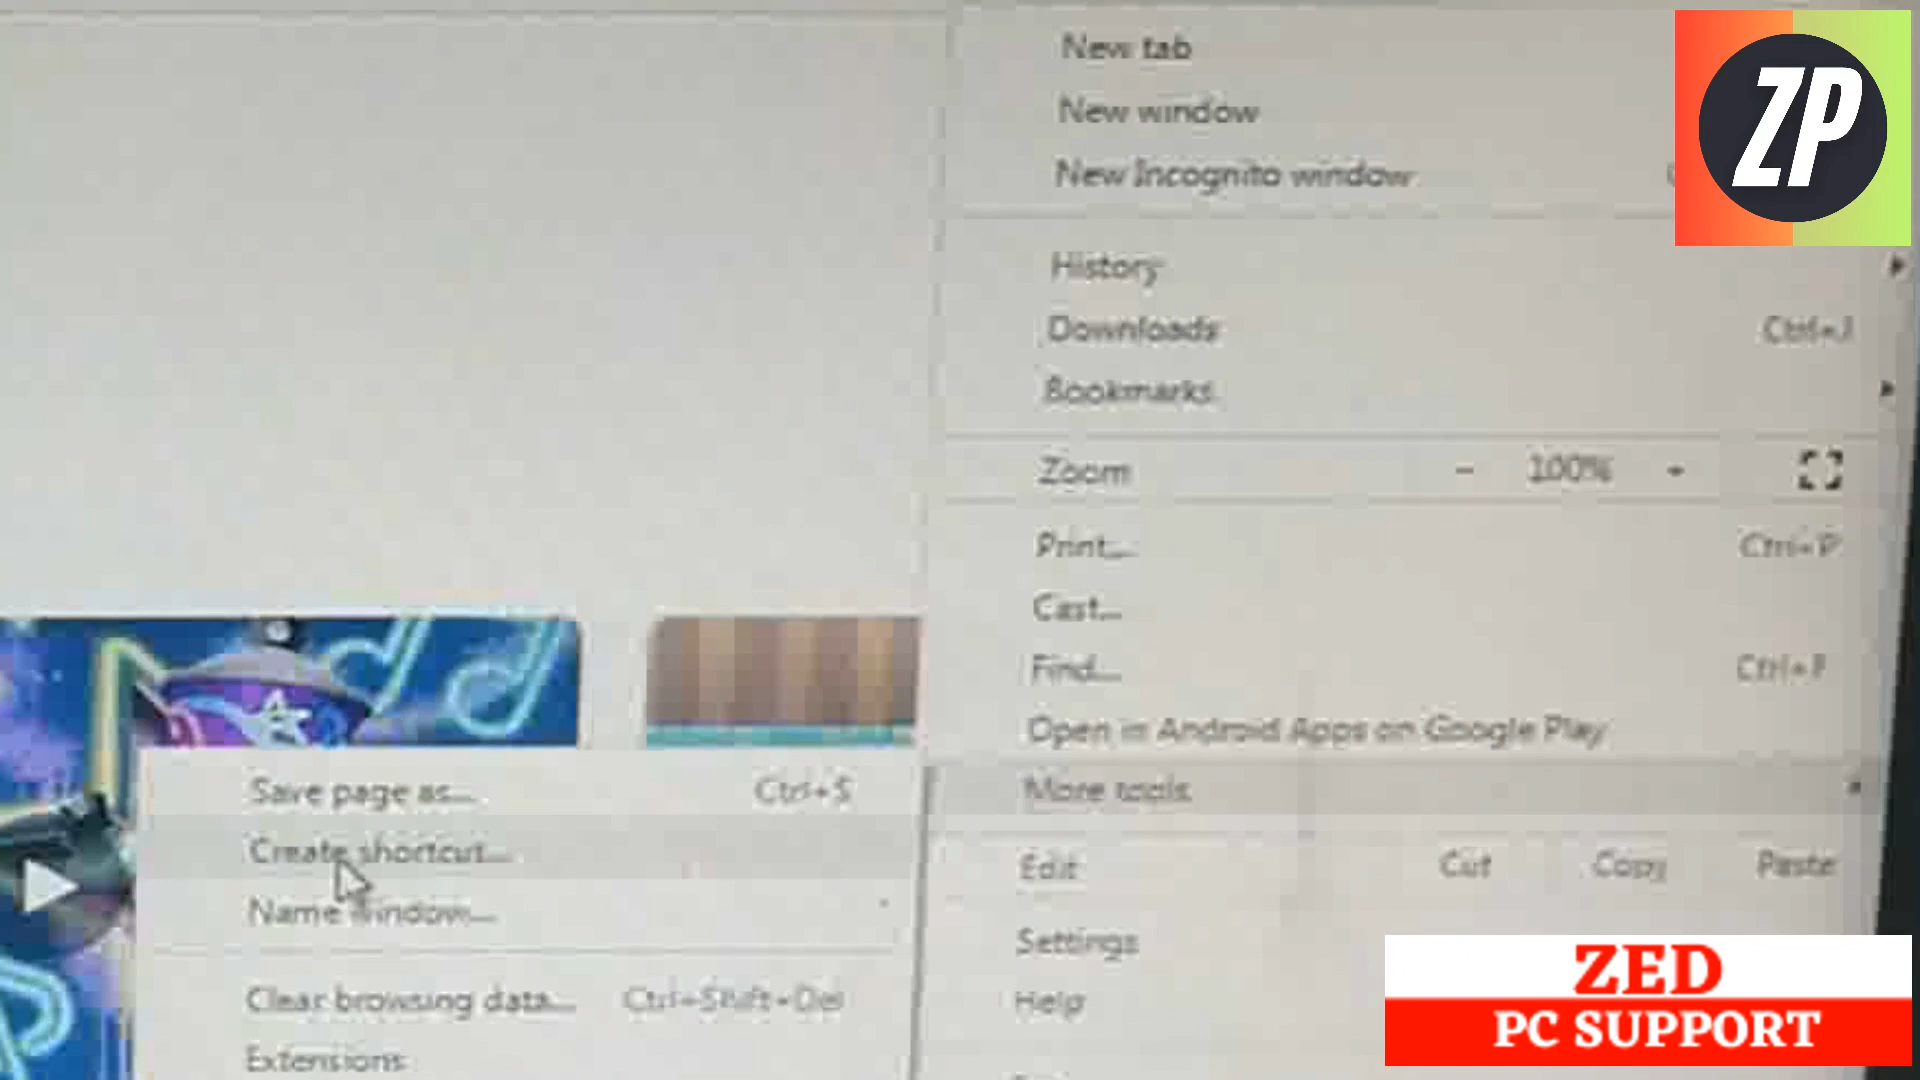 New tab
New window
New Incognito window
History
Downloads Ctrl+J
Bookmarks
Zoom - 100% +
Print... Ctrl+P
Cast...
Find... Ctrl+F
Open in Android Apps on Google Play
More tools
Edit Cut Copy Paste
Settings
Help
Save page as... Ctrl+S
Create shortcut...
Name window...
Clear browsing data... Ctrl+Shift+Del
Extensions
ZP
ZED
PC SUPPORT